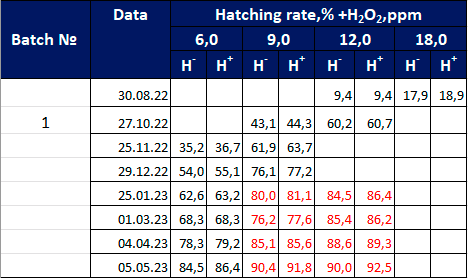 Batch № Data Hatching rate,% +H₂O₂,ppm
6,0 9,0 12,0 18,0
H⁻ H⁺ H⁻ H⁺ H⁻ H⁺ H⁻ H⁺
1
30.08.22 9,4 9,4 17,9 18,9
27.10.22 43,1 44,3 60,2 60,7
25.11.22 35,2 36,7 61,9 63,7
29.12.22 54,0 55,1 76,1 77,2
25.01.23 62,6 63,2 80,0 81,1 84,5 86,4
01.03.23 68,3 68,3 76,2 77,6 85,4 86,2
04.04.23 78,3 79,2 85,1 85,6 88,6 89,3
05.05.23 84,5 86,4 90,4 91,8 90,0 92,5